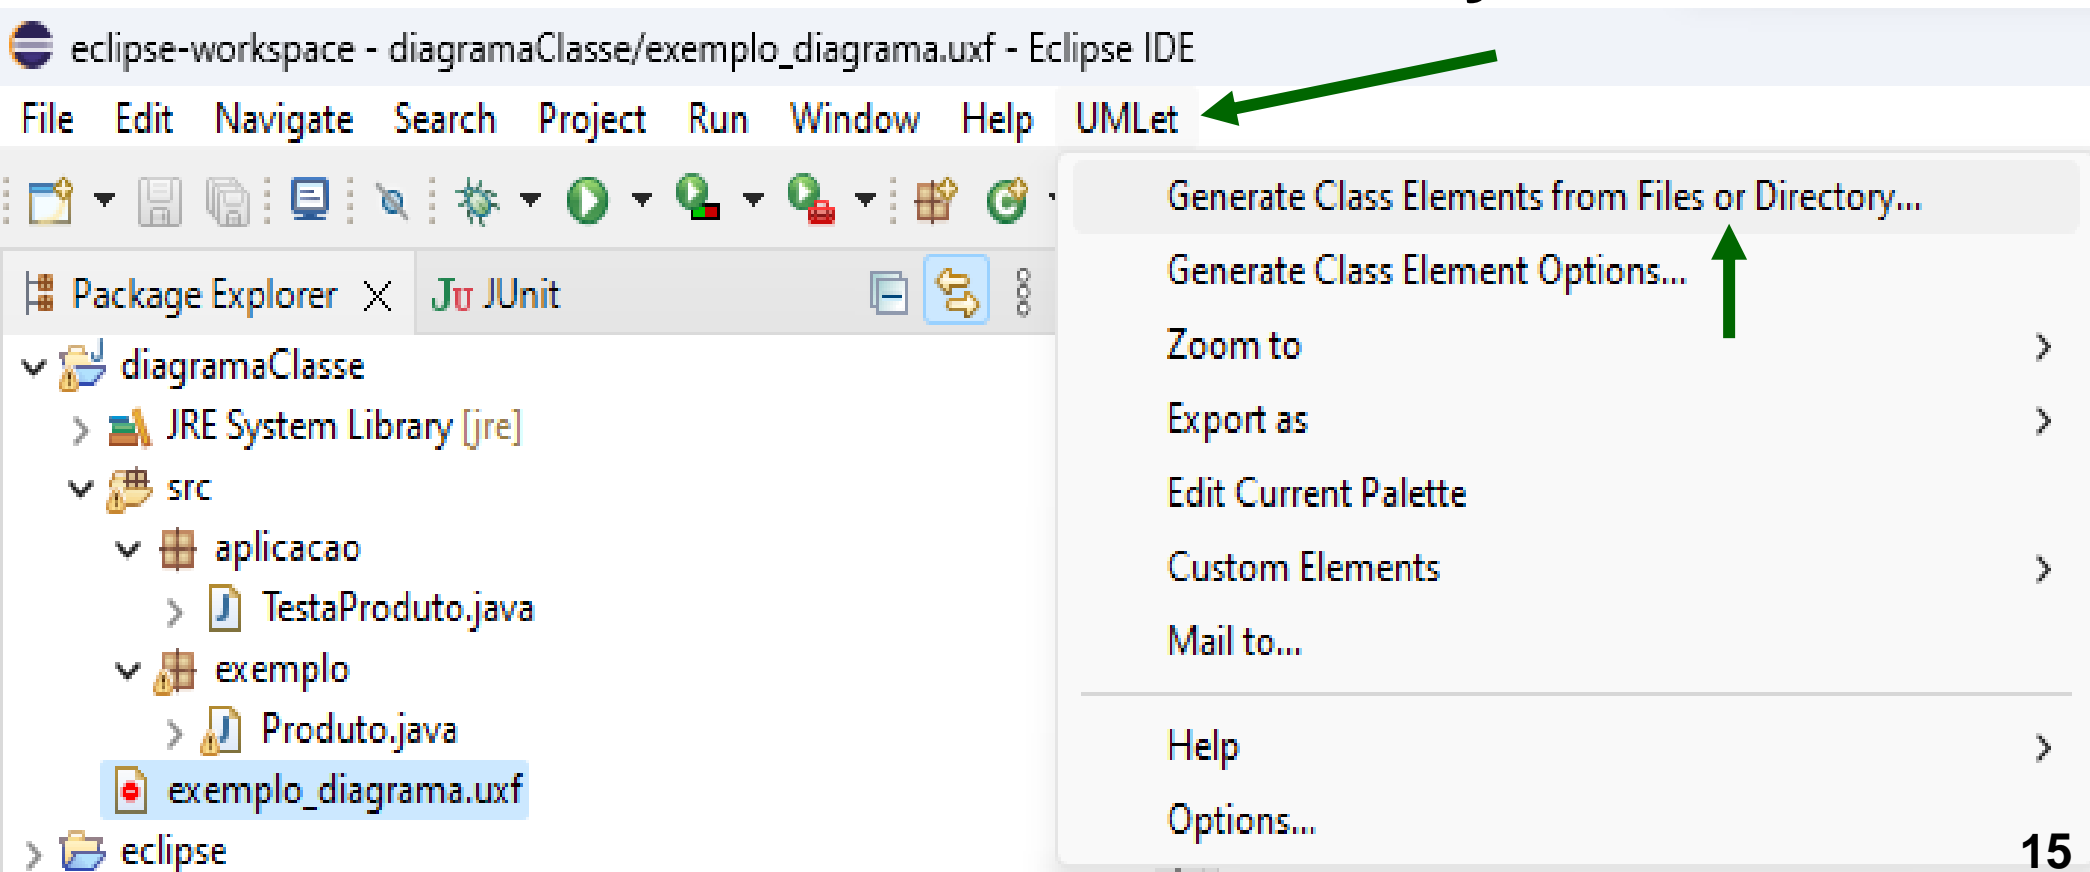 eclipse-workspace - diagramaClasse/exemplo_diagrama.uxf - Eclipse IDE
File Edit Navigate Search Project Run Window Help UMLet
Generate Class Elements from Files or Directory...
Generate Class Element Options...
Zoom to
Export as
Edit Current Palette
Custom Elements
Mail to...
Help
Options...
Package Explorer
Ju JUnit
diagramaClasse
JRE System Library [jre]
src
aplicacao
TestaProduto.java
exemplo
Produto.java
exemplo_diagrama.uxf
eclipse
15